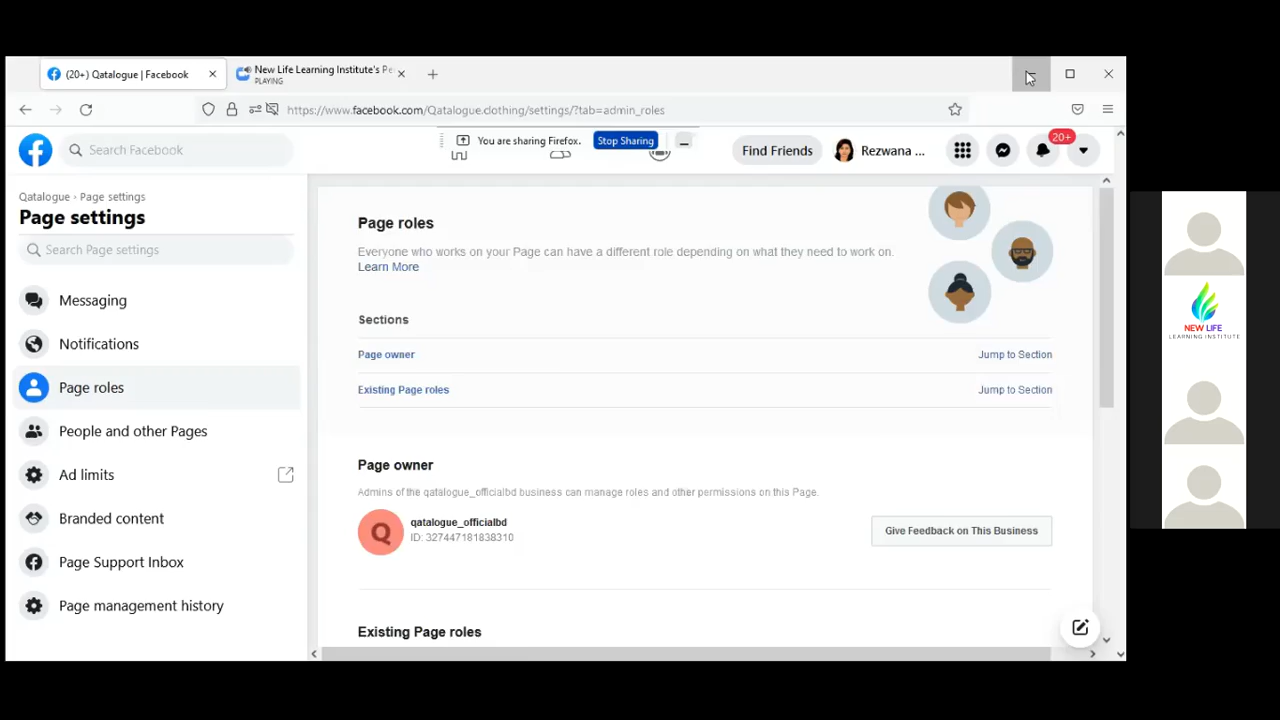 (20+) Qatalogue | Facebook
New Life Learning Institute's Pe
PLAYING
https://www.facebook.com/Qatalogue.clothing/settings/?tab=admin_roles
Search Facebook
You are sharing Firefox.
Stop Sharing
Find Friends
Rezwana ...
20+
Qatalogue › Page settings
Page settings
Search Page settings
Messaging
Notifications
Page roles
People and other Pages
Ad limits
Branded content
Page Support Inbox
Page management history
Page roles
Everyone who works on your Page can have a different role depending on what they need to work on.
Learn More
Sections
Page owner
Jump to Section
Existing Page roles
Jump to Section
Page owner
Admins of the qatalogue_officialbd business can manage roles and other permissions on this Page.
Q
qatalogue_officialbd
ID: 327447181838310
Give Feedback on This Business
Existing Page roles
NEW LIFE
LEARNING INSTITUTE